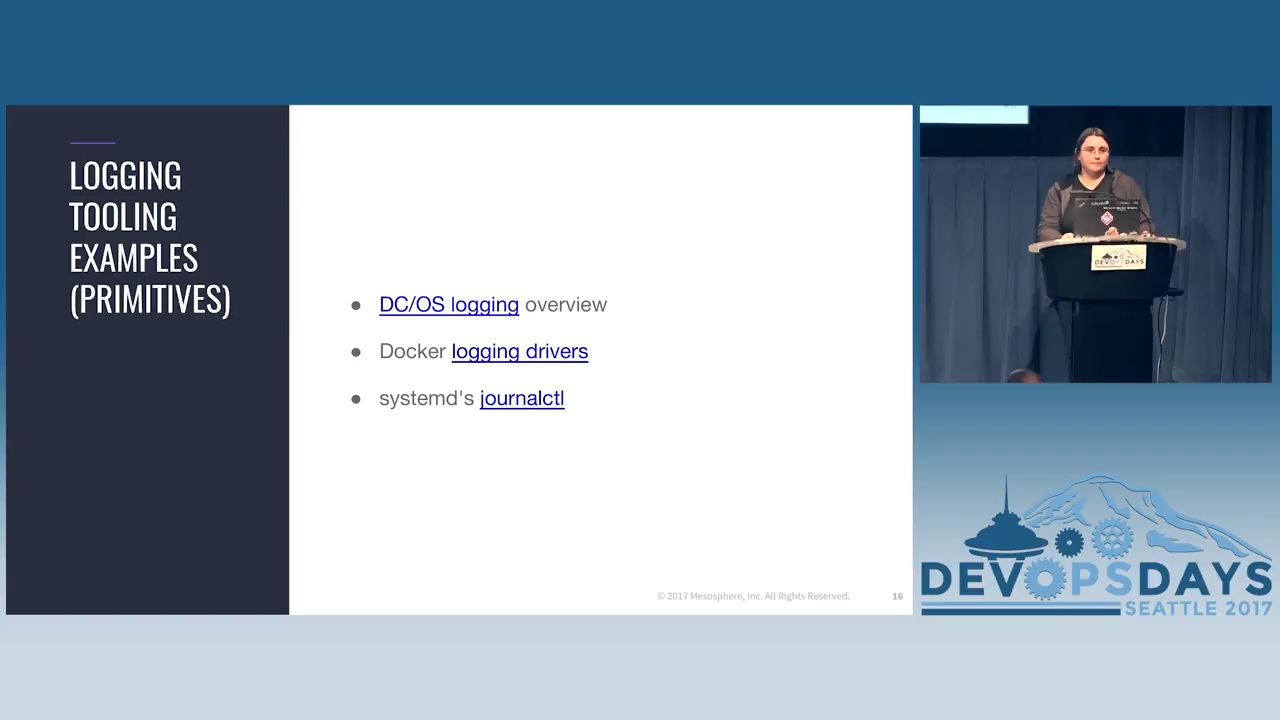 LOGGING
TOOLING
EXAMPLES
(PRIMITIVES)
● DC/OS logging overview
● Docker logging drivers
● systemd's journalctl
© 2017 Mesosphere, Inc. All Rights Reserved.
16
DEVOPSDAYS
DEVOPSDAYS
SEATTLE 2017